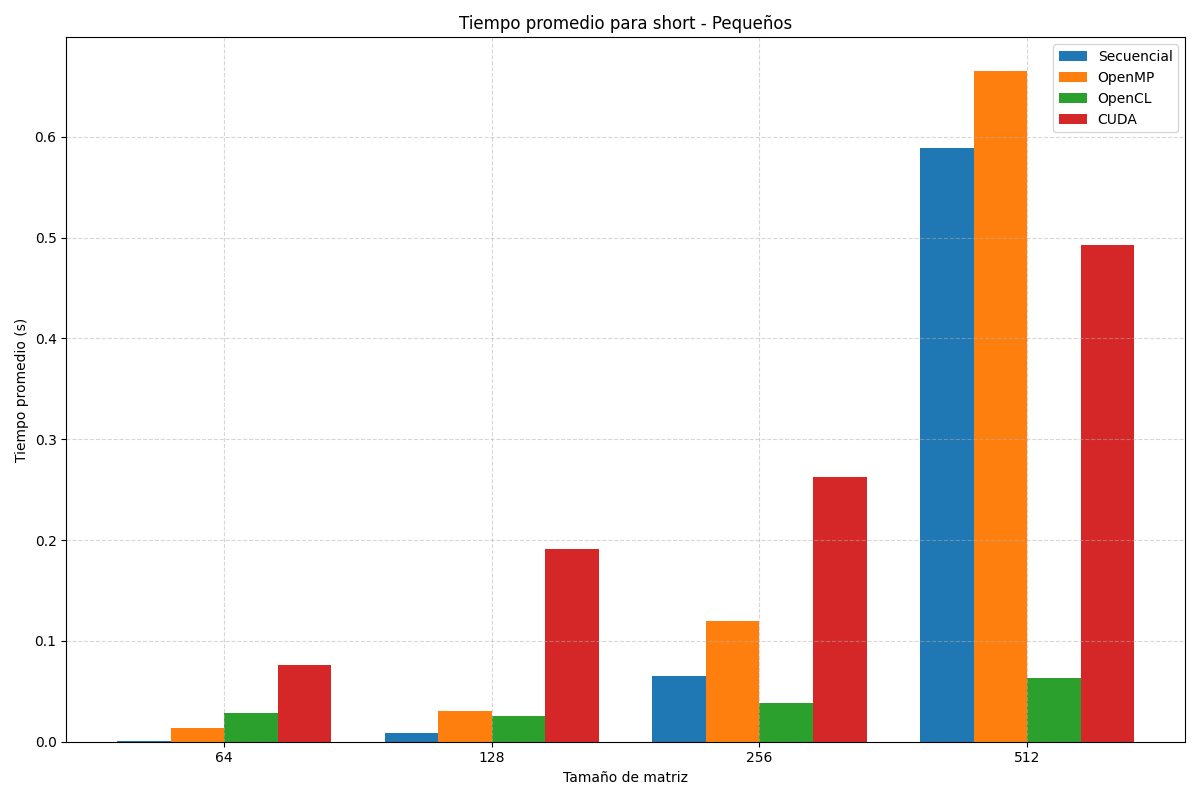 Tiempo promedio para short - Pequeños
Secuencial
OpenMP
OpenCL
CUDA
Tiempo promedio (s)
0.6
0.5
0.4
0.3
0.2
0.1
0.0
64 128 256 512
Tamaño de matriz